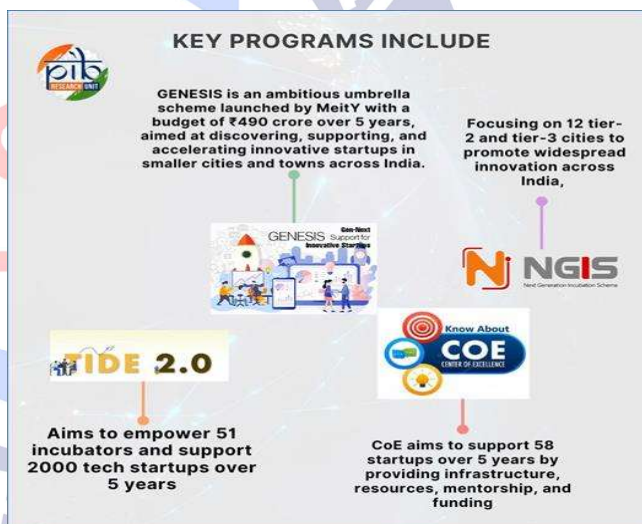 KEY PROGRAMS INCLUDE
pib
RESEARCH UNIT
GENESIS is an ambitious umbrella
scheme launched by MeitY with a
budget of ₹490 crore over 5 years,
aimed at discovering, supporting, and
accelerating innovative startups in
smaller cities and towns across India.
Focusing on 12 tier-
2 and tier-3 cities to
promote widespread
innovation across
India,
GENESIS
Gen-Next
Support for
Innovative Startups
NGIS
Next Generation Incubation Scheme
TIDE 2.0
Know About
COE
CENTER OF EXCELLENCE
Aims to empower 51
incubators and support
2000 tech startups over
5 years
CoE aims to support 58
startups over 5 years by
providing infrastructure,
resources, mentorship, and
funding